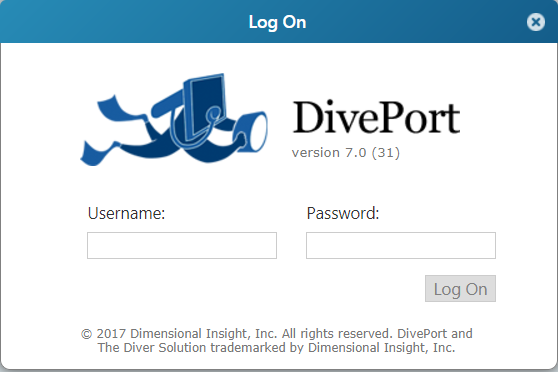 Log On
DivePort
version 7.0 (31)
Username:
Password:
Log On
© 2017 Dimensional Insight, Inc. All rights reserved. DivePort and
The Diver Solution trademarked by Dimensional Insight, Inc.